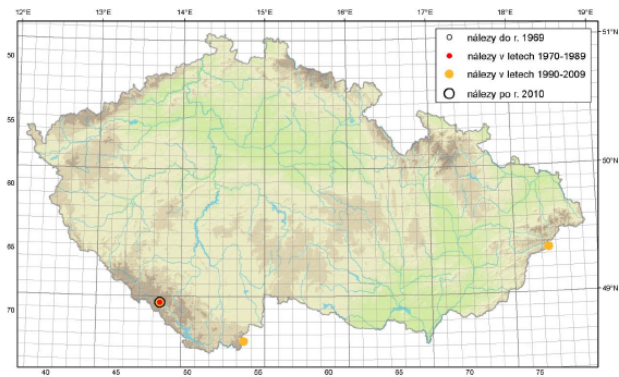 12°E 13°E 14°E 15°E 16°E 17°E 18°E 19°E
nálezy do r. 1969
nálezy v letech 1970-1989
nálezy v letech 1990-2009
nálezy po r. 2010
51°N
50°N
49°N
50
55
60
65
70
40 45 50 55 60 65 70 75